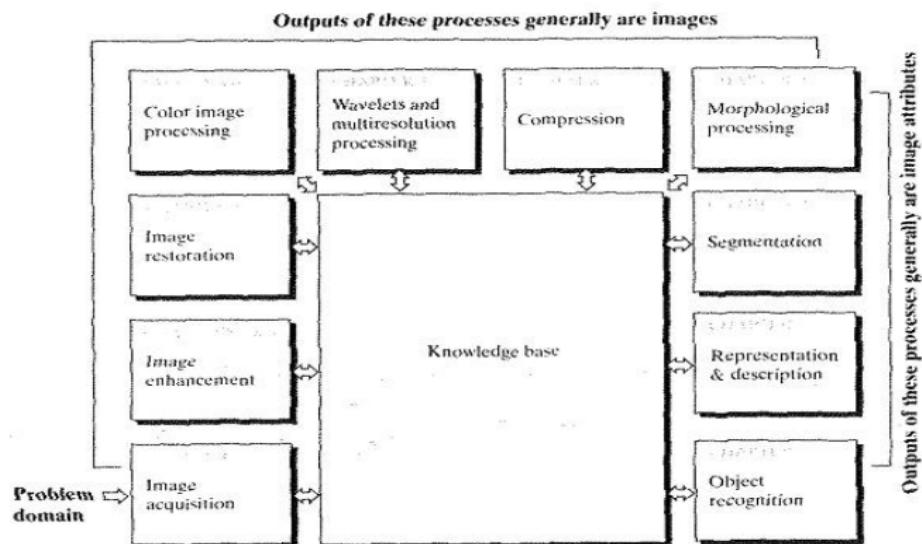 Outputs of these processes generally are images
Color image
processing
Wavelets and
multiresolution
processing
Compression
Morphological
processing
Outputs of these processes generally are image attributes
Image
restoration
Segmentation
Image
enhancement
Knowledge base
Representation
& description
Problem
domain
Image
acquisition
Object
recognition